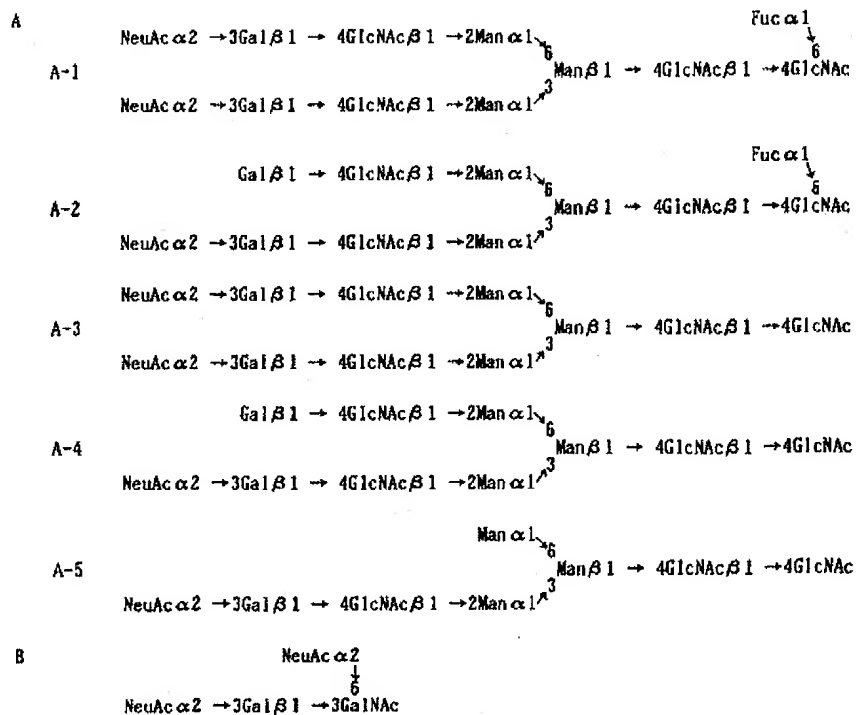 A
Fucα1
NeuAcα2 →3Galβ1 → 4GlcNAcβ1 →2Manα1↘ ↓
6 6
A-1 Manβ1 → 4GlcNAcβ1 →4GlcNAc
3
NeuAcα2 →3Galβ1 → 4GlcNAcβ1 →2Manα1↗
Fucα1
Galβ1 → 4GlcNAcβ1 →2Manα1↘ ↓
6 6
A-2 Manβ1 → 4GlcNAcβ1 →4GlcNAc
3
NeuAcα2 →3Galβ1 → 4GlcNAcβ1 →2Manα1↗
NeuAcα2 →3Galβ1 → 4GlcNAcβ1 →2Manα1↘
6
A-3 Manβ1 → 4GlcNAcβ1 →4GlcNAc
3
NeuAcα2 →3Galβ1 → 4GlcNAcβ1 →2Manα1↗
Galβ1 → 4GlcNAcβ1 →2Manα1↘
6
A-4 Manβ1 → 4GlcNAcβ1 →4GlcNAc
3
NeuAcα2 →3Galβ1 → 4GlcNAcβ1 →2Manα1↗
Manα1↘
6
A-5 Manβ1 → 4GlcNAcβ1 →4GlcNAc
3
NeuAcα2 →3Galβ1 → 4GlcNAcβ1 →2Manα1↗
B NeuAcα2
↓
6
NeuAcα2 →3Galβ1 →3GalNAc